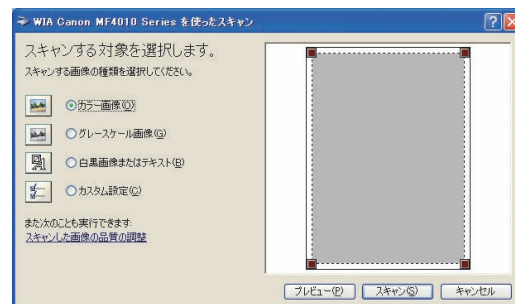 WIA Canon MF4010 Series を使ったスキャン
スキャンする対象を選択します。
スキャンする画像の種類を選択してください。
カラー画像(O)
グレースケール画像(G)
白黒画像またはテキスト(B)
カスタム設定(C)
また次のことも実行できます:
スキャンした画像の品質の調整
プレビュー(P)
スキャン(S)
キャンセル